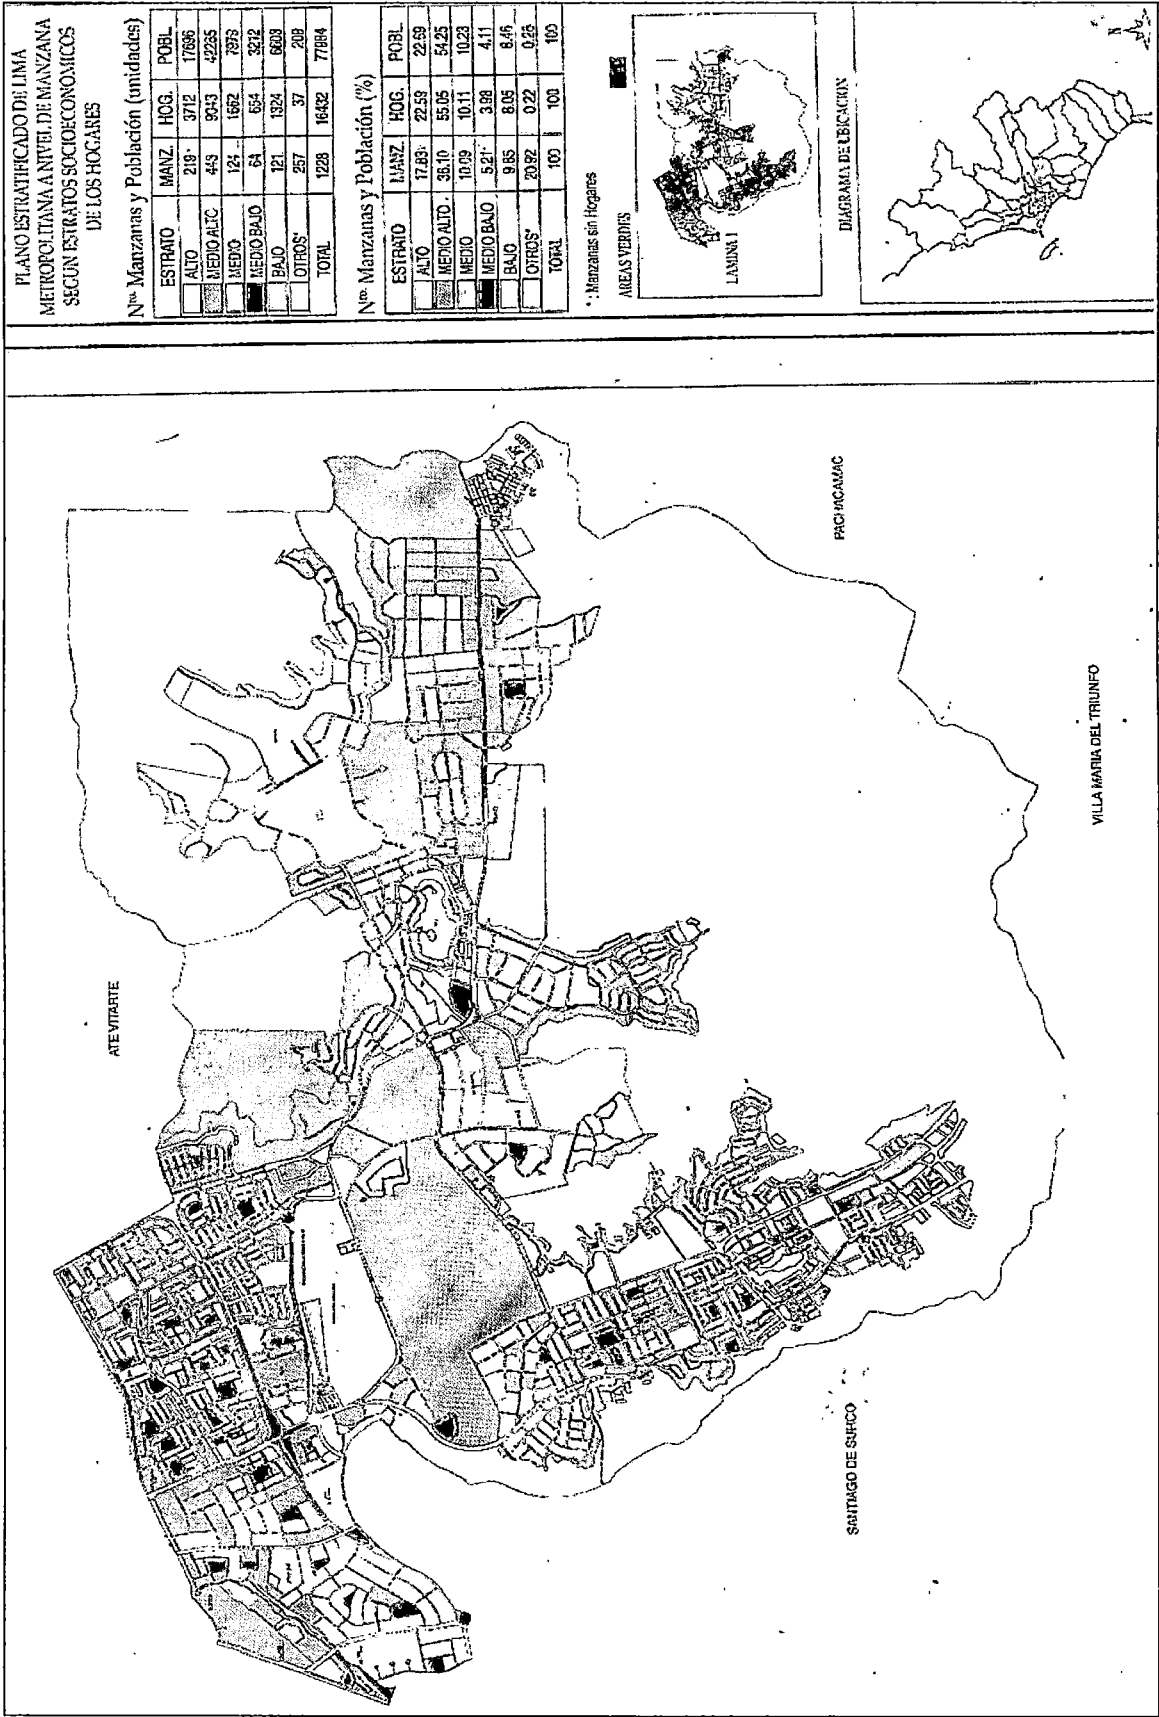 PLANO ESTRATIFICADO DE LIMA
METROPOLITANA A NIVEL DE MANZANA
SEGUN ESTRATOS SOCIOECONOMICOS
DE LOS HOGARES
Nro. Manzanas y Población (unidades)
ESTRATO MANZ. HOG. POBL.
ALTO 219 3712 17696
MEDIO ALTO 443 9043
MEDIO 124 1662
MEDIO BAJO 64 654 3212
BAJO 121 1324 6603
OTROS* 257 37 208
TOTAL 1228 16432 77984
Nro. Manzanas y Población (%)
ESTRATO MANZ. HOG. POBL.
ALTO 17.83 22.59 22.69
MEDIO ALTO 36.10 55.05 54.25
MEDIO 10.09 10.11 10.23
MEDIO BAJO 5.21 3.98 4.11
BAJO 9.85 8.05 8.46
OTROS* 20.92 0.22 0.26
TOTAL 100 100 100
*: Manzanas sin Hogares
AREAS VERDES
LAMINA 1
DIAGRAMA DE UBICACION
N
ATE VITARTE
PACHACAMAC
VILLA MARIA DEL TRIUNFO
SANTIAGO DE SURCO